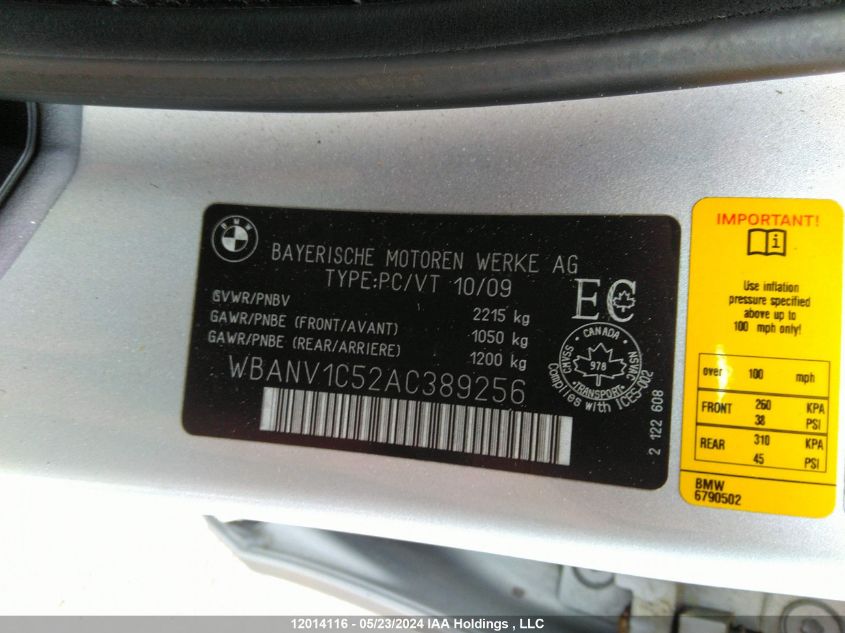 BMW
BAYERISCHE MOTOREN WERKE AG
TYPE:PC/VT 10/09
GVWR/PNBV 2215 kg
GAWR/PNBE (FRONT/AVANT) 1050 kg
GAWR/PNBE (REAR/ARRIERE) 1200 kg
WBANV1C52AC389256
EC
CANADA
CMVSS 978 NSVAC
TRANSPORT
Complies with ICES-002
2 122 608
IMPORTANT!
i
Use inflation
pressure specified
above up to
100 mph only!
over 100 mph
FRONT 260 KPA
38 PSI
REAR 310 KPA
45 PSI
BMW
6790502
12014116 - 05/23/2024 IAA Holdings , LLC